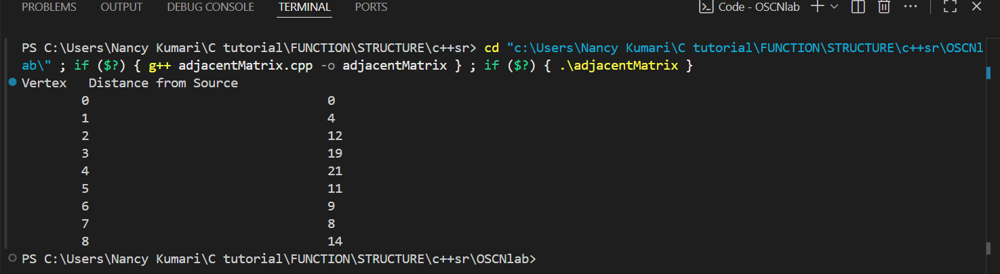 PROBLEMS OUTPUT DEBUG CONSOLE TERMINAL PORTS Code - OSCNlab
PS C:\Users\Nancy Kumari\C tutorial\FUNCTION\STRUCTURE\c++sr> cd "c:\Users\Nancy Kumari\C tutorial\FUNCTION\STRUCTURE\c++sr\OSCNl
ab\" ; if ($?) { g++ adjacentMatrix.cpp -o adjacentMatrix } ; if ($?) { .\adjacentMatrix }
Vertex Distance from Source
0 0
1 4
2 12
3 19
4 21
5 11
6 9
7 8
8 14
PS C:\Users\Nancy Kumari\C tutorial\FUNCTION\STRUCTURE\c++sr\OSCNlab>